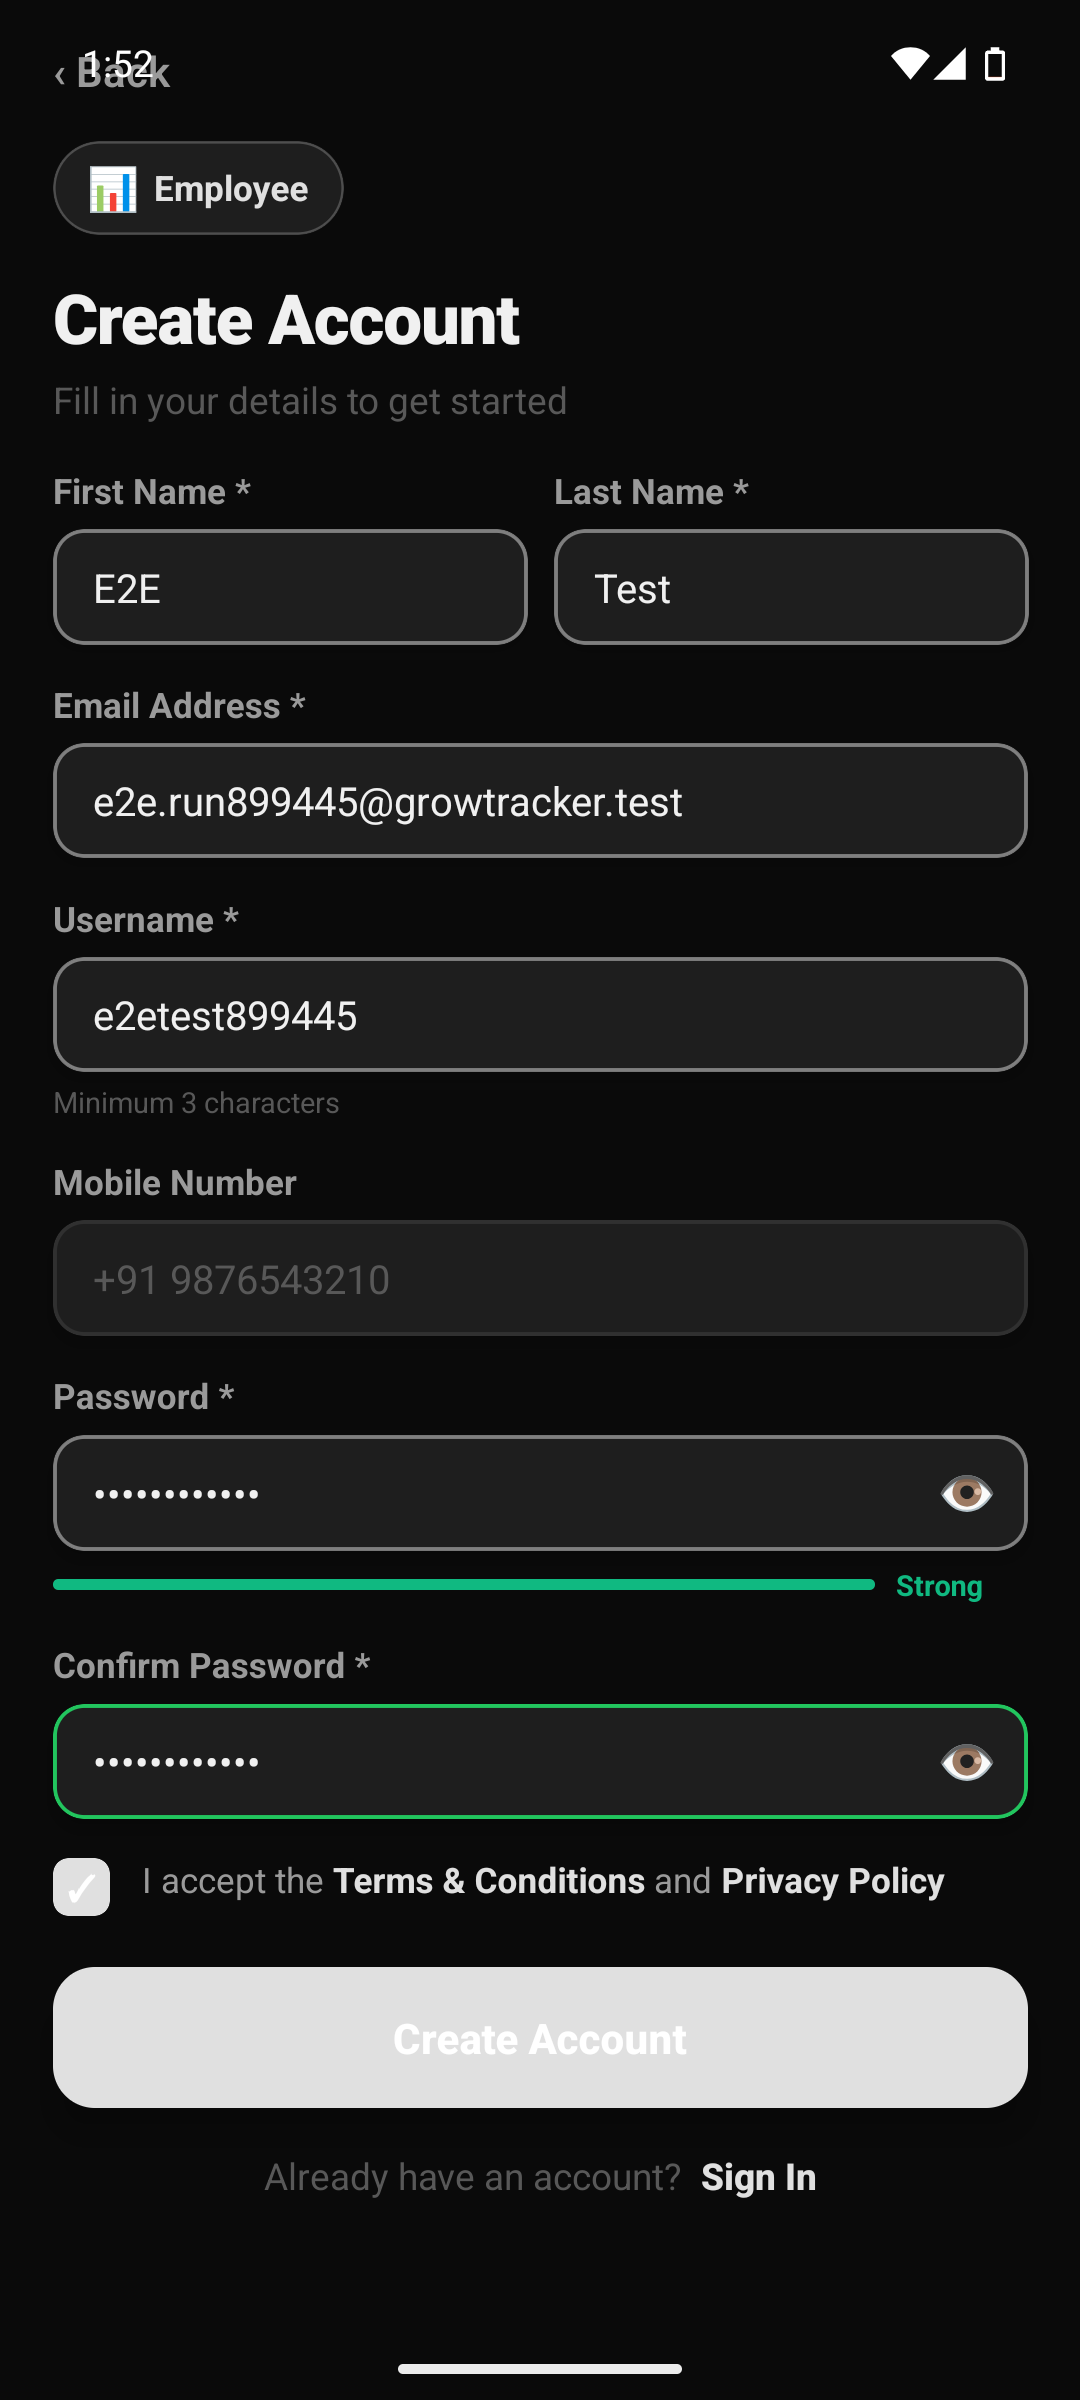 1:52
‹ Back
Employee
Create Account
Fill in your details to get started
First Name * Last Name *
E2E Test
Email Address *
e2e.run899445@growtracker.test
Username *
e2etest899445
Minimum 3 characters
Mobile Number
+91 9876543210
Password *
••••••••••••
Strong
Confirm Password *
••••••••••••
I accept the Terms & Conditions and Privacy Policy
Create Account
Already have an account? Sign In